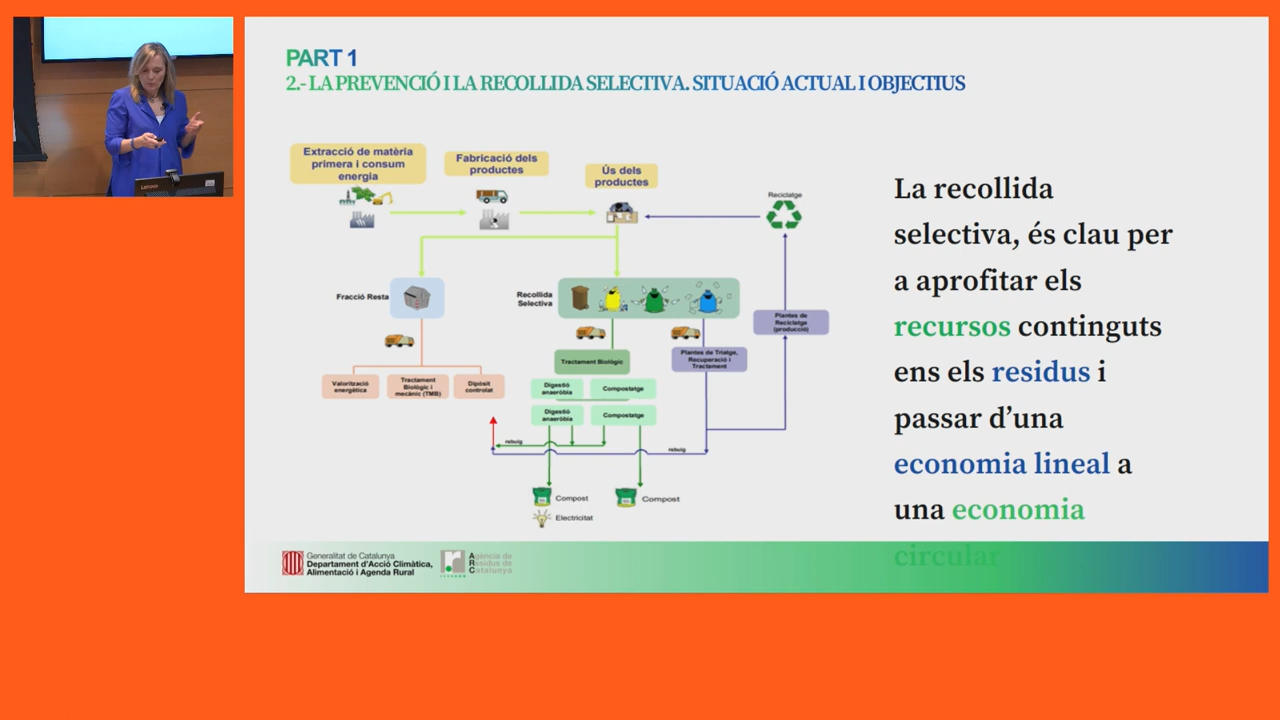 PART 1
2.- LA PREVENCIÓ I LA RECOLLIDA SELECTIVA. SITUACIÓ ACTUAL I OBJECTIUS
Extracció de matèria
primera i consum
energia
Fabricació dels
productes
Ús dels
productes
Reciclatge
Fracció Resta
Recollida
Selectiva
Plantes de
Reciclatge
(producció)
Tractament Biològic
Plantes de Triatge,
Recuperació i
Tractament
Valorització
energètica
Tractament
Biològic i
mecànic (TMB)
Dipòsit
controlat
Digestió
anaeròbia
Compostatge
Digestió
anaeròbia
Compostatge
rebuig
rebuig
Compost
Electricitat
Compost
La recollida
selectiva, és clau per
a aprofitar els
recursos continguts
ens els residus i
passar d’una
economia lineal a
una economia
circular
Generalitat de Catalunya
Departament d'Acció Climàtica,
Alimentació i Agenda Rural
Agència de
Residus de
Catalunya
Lenovo